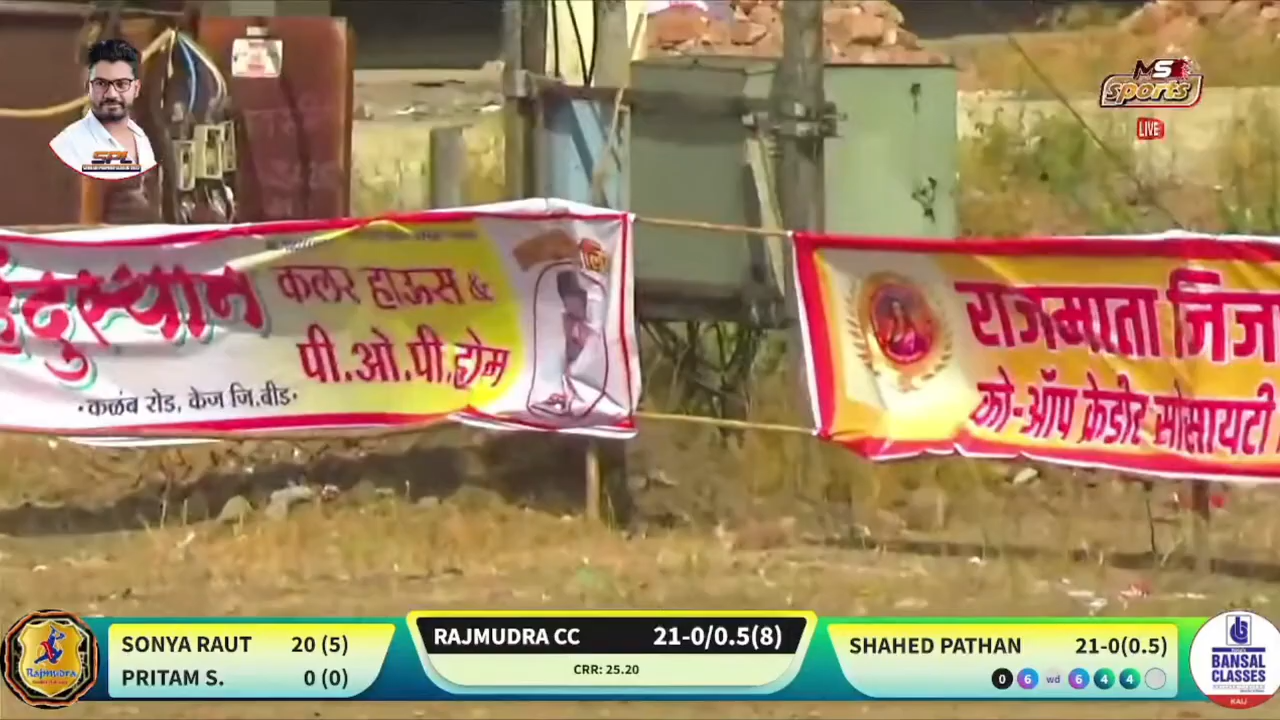 SPL
MS
sports
LIVE
कलर हाऊस &
पी.ओ.पी.होम
·कळंब रोड, केज जि.बीड·
राजमाता जिज
को-ऑप क्रेडीट सोसायटी
Rajmudra
SONYA RAUT 20 (5)
PRITAM S. 0 (0)
RAJMUDRA CC 21-0/0.5(8)
CRR: 25.20
SHAHED PATHAN 21-0(0.5)
0 6 wd 6 4 4
BANSAL
CLASSES
KAIJ